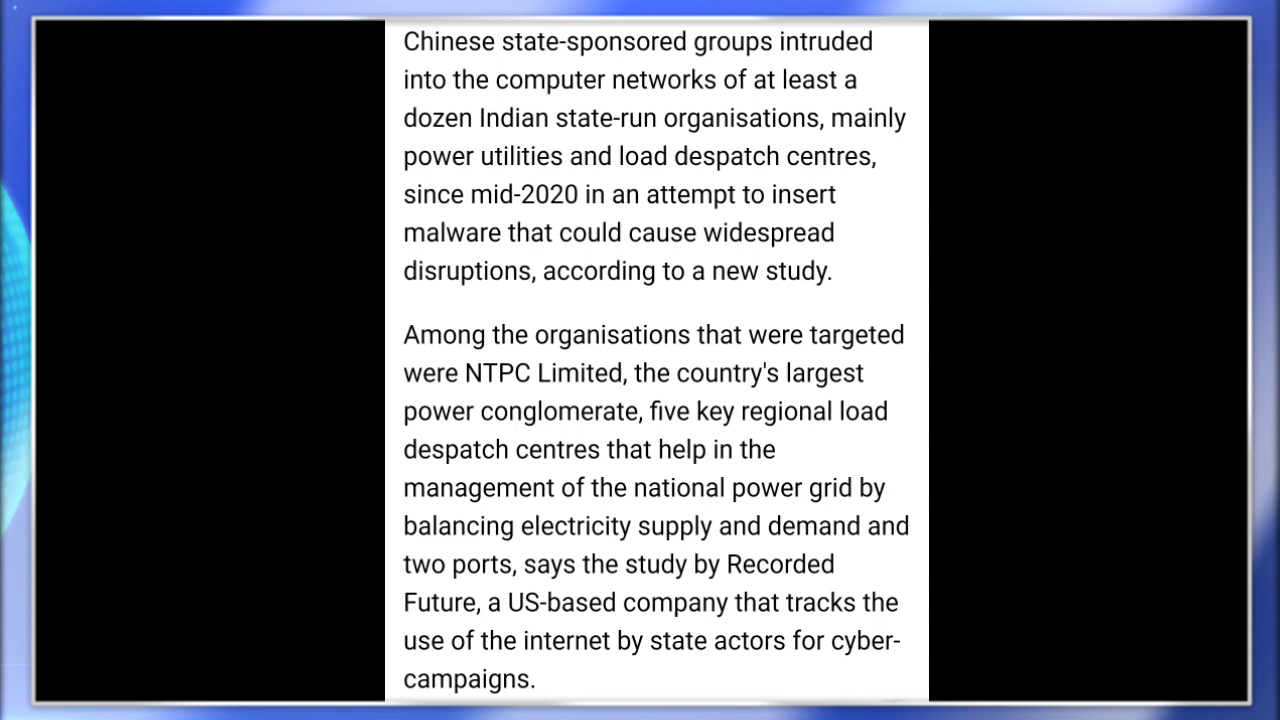 Chinese state-sponsored groups intruded
into the computer networks of at least a
dozen Indian state-run organisations, mainly
power utilities and load despatch centres,
since mid-2020 in an attempt to insert
malware that could cause widespread
disruptions, according to a new study.
Among the organisations that were targeted
were NTPC Limited, the country's largest
power conglomerate, five key regional load
despatch centres that help in the
management of the national power grid by
balancing electricity supply and demand and
two ports, says the study by Recorded
Future, a US-based company that tracks the
use of the internet by state actors for cyber-
campaigns.